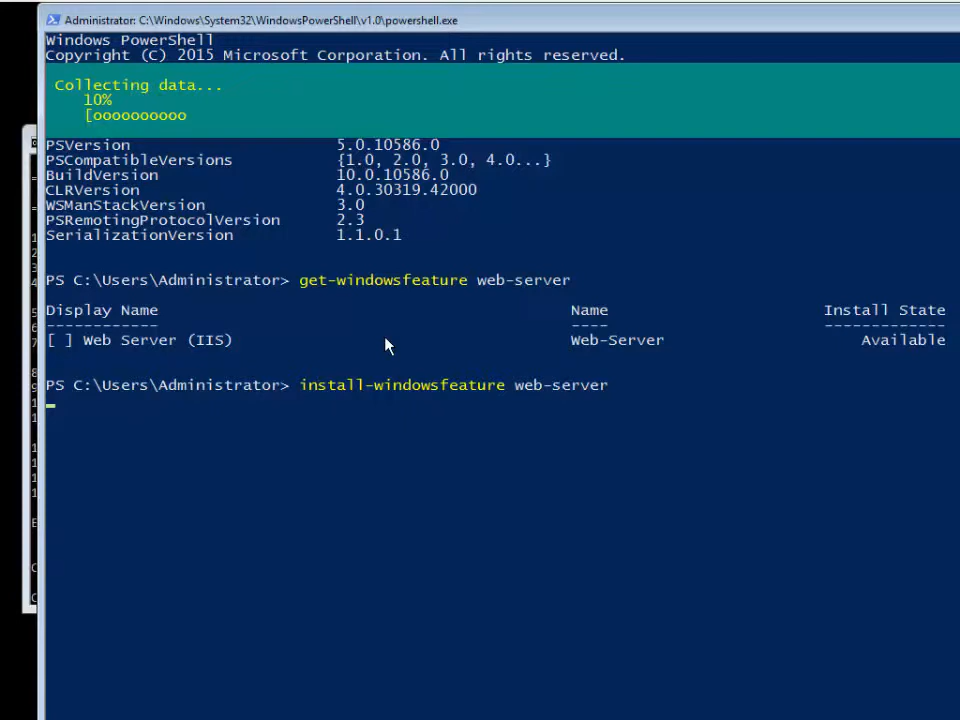 Administrator: C:\Windows\System32\WindowsPowerShell\v1.0\powershell.exe
Windows PowerShell
Copyright (C) 2015 Microsoft Corporation. All rights reserved.
Collecting data...
10%
[oooooooooo
PSVersion 5.0.10586.0
PSCompatibleVersions {1.0, 2.0, 3.0, 4.0...}
BuildVersion 10.0.10586.0
CLRVersion 4.0.30319.42000
WSManStackVersion 3.0
PSRemotingProtocolVersion 2.3
SerializationVersion 1.1.0.1
PS C:\Users\Administrator> get-windowsfeature web-server
Display Name Name Install State
------------ ---- -------------
[ ] Web Server (IIS) Web-Server Available
PS C:\Users\Administrator> install-windowsfeature web-server